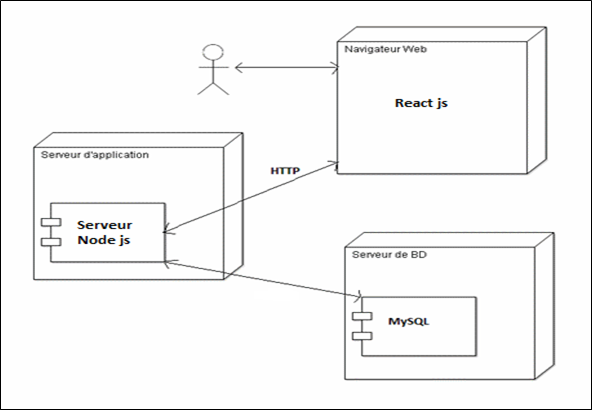 Navigateur Web
React js
Serveur d'application
HTTP
Serveur
Node js
Serveur de BD
MySQL